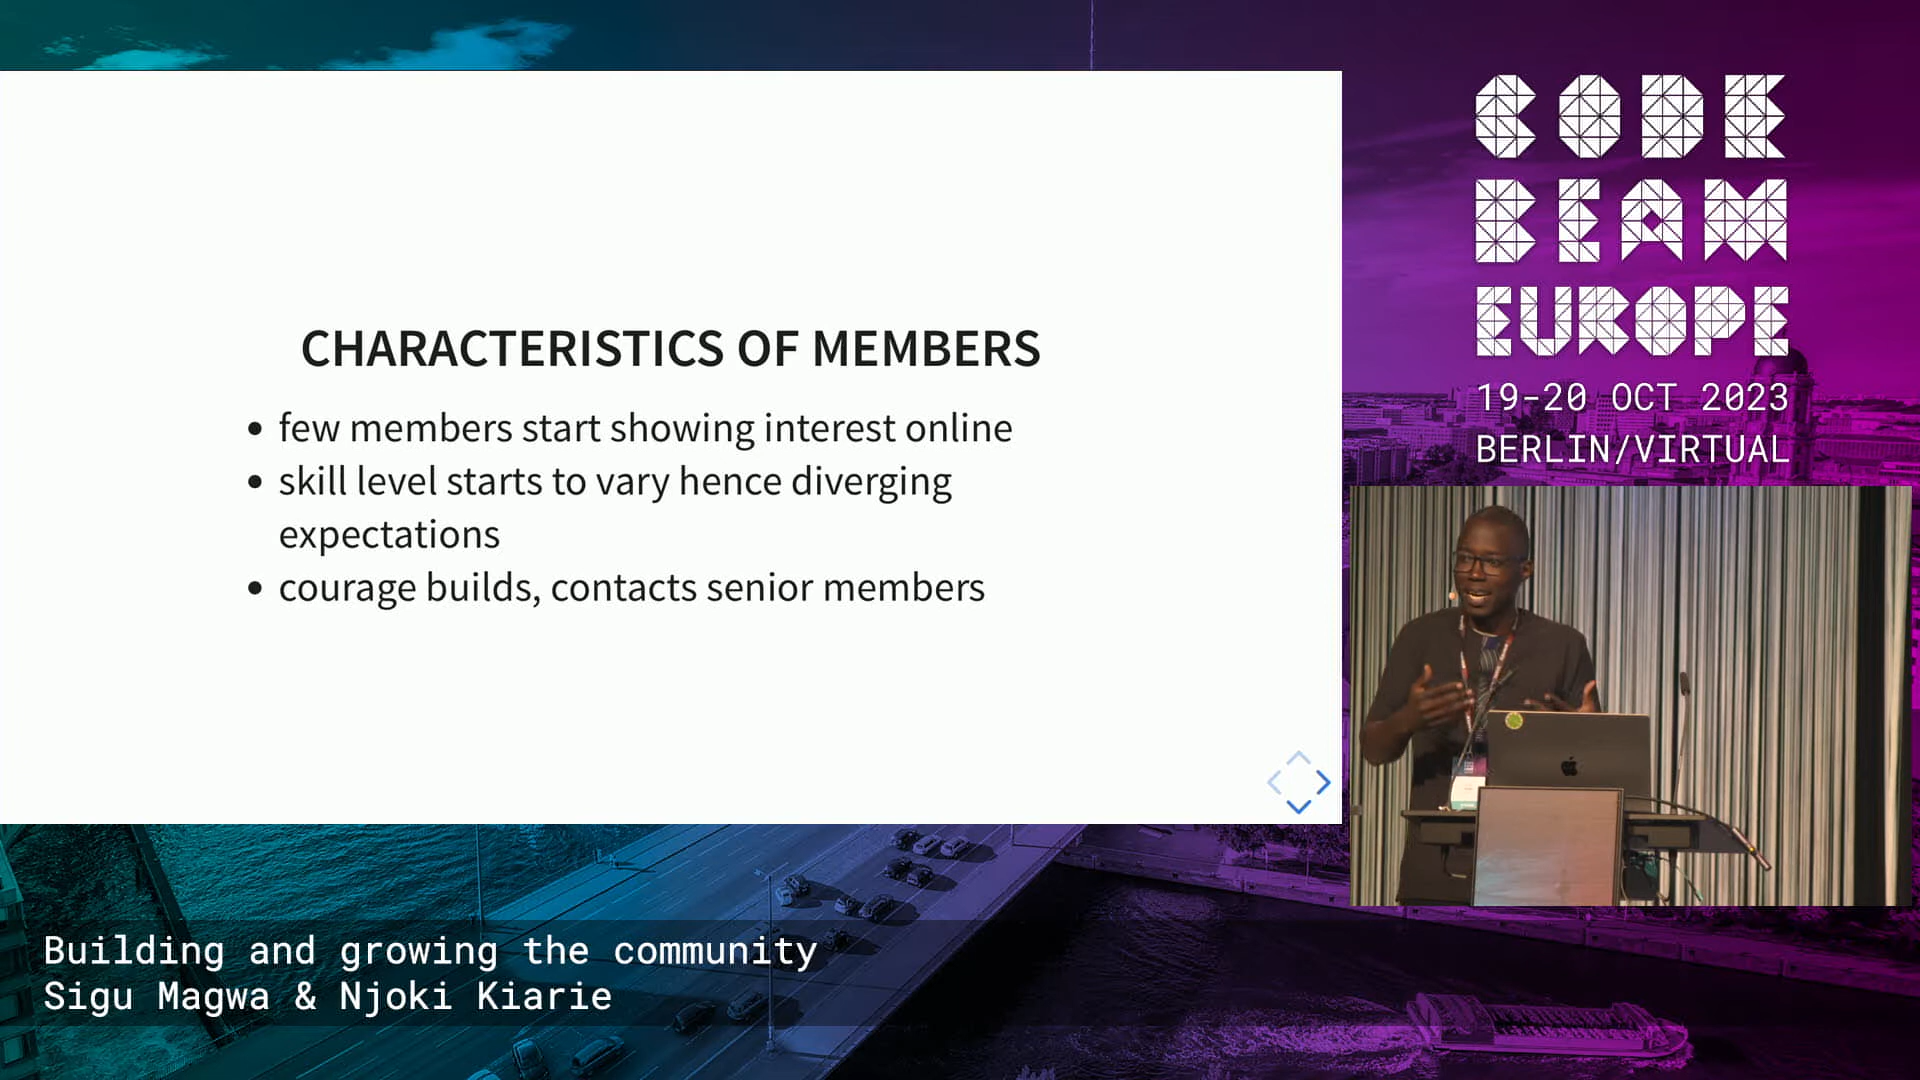 CHARACTERISTICS OF MEMBERS
• few members start showing interest online
• skill level starts to vary hence diverging
expectations
• courage builds, contacts senior members
CODE
BEAM
EUROPE
19-20 OCT 2023
BERLIN/VIRTUAL
Building and growing the community
Sigu Magwa & Njoki Kiarie